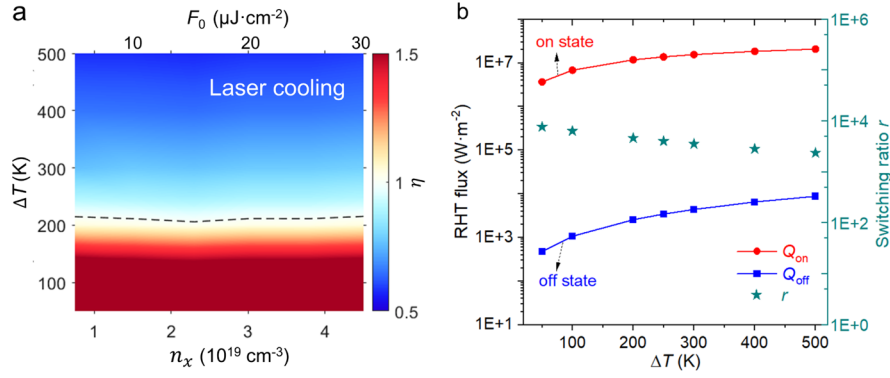 a
F₀ (μJ·cm⁻²)
10 20 30
500
400
300
200
100
ΔT (K)
Laser cooling
1 2 3 4
nₓ (10¹⁹ cm⁻³)
1.5
1
0.5
η
b
1E+7
1E+5
1E+3
1E+1
RHT flux (W·m⁻²)
on state
off state
Qon
Qoff
r
100 200 300 400 500
ΔT (K)
1E+6
1E+4
1E+2
1E+0
Switching ratio r